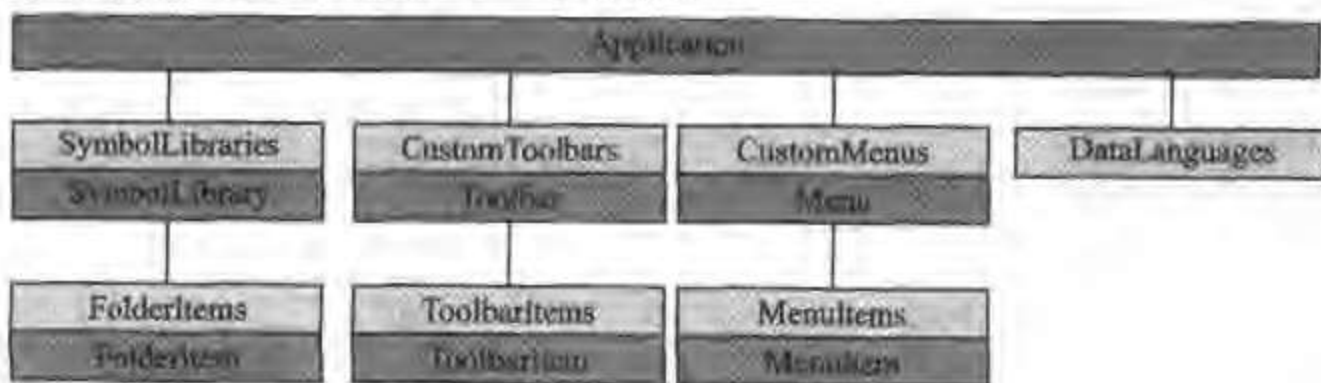 Application
SymbolLibraries
SymbolLibrary
CustomToolbars
Toolbar
CustomMenus
Menu
DataLanguages
FolderItems
FolderItem
ToolbarItems
ToolbarItem
MenuItems
MenuItem